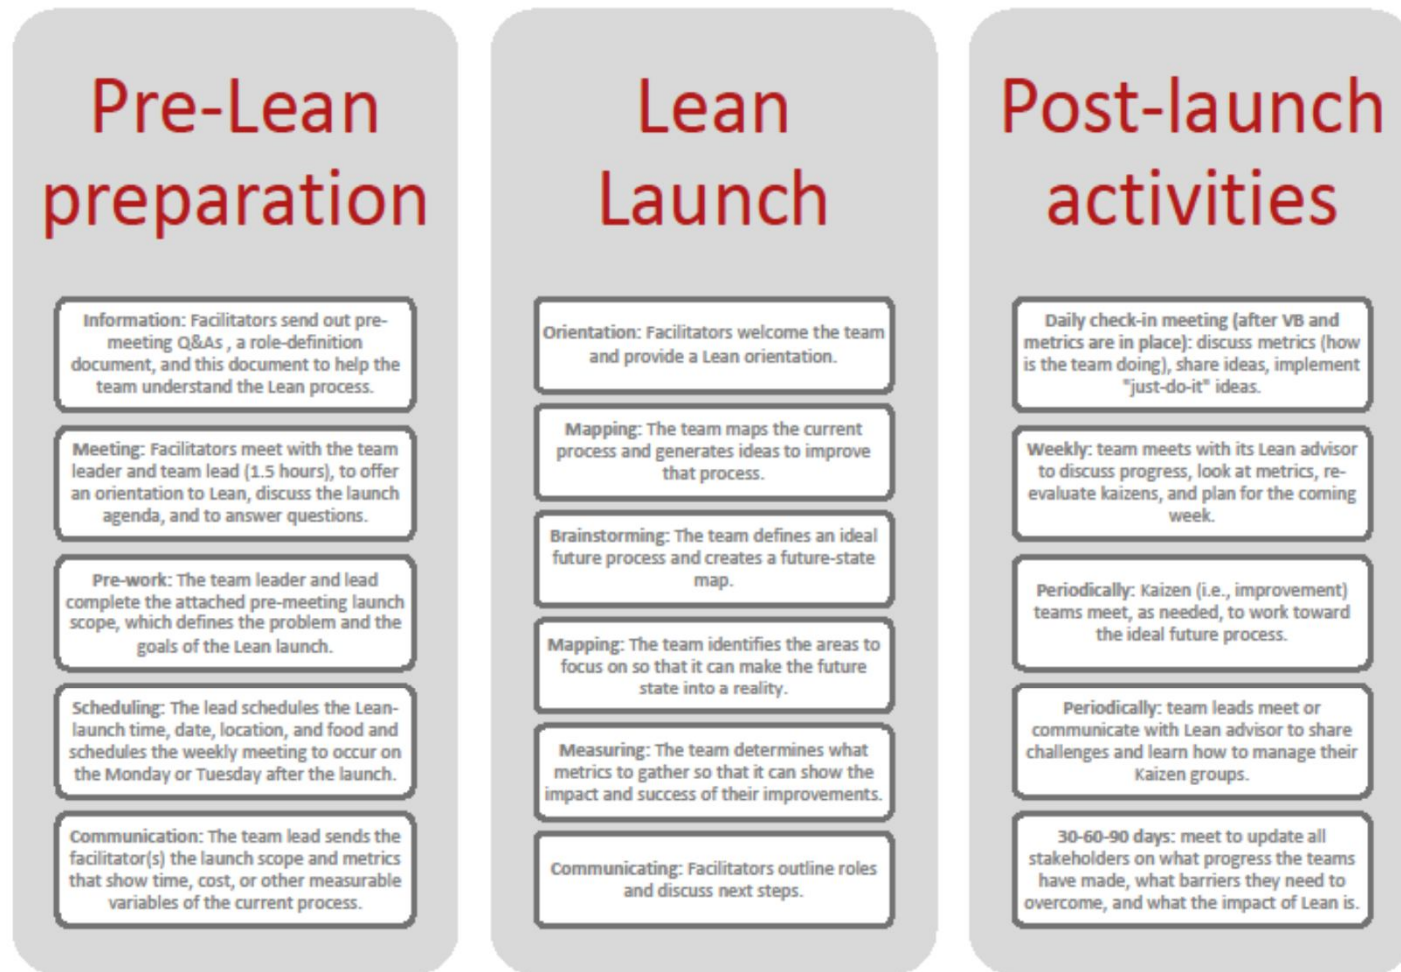 Pre-Lean
preparation
Information: Facilitators send out pre-
meeting Q&As , a role-definition
document, and this document to help the
team understand the Lean process.
Meeting: Facilitators meet with the team
leader and team lead (1.5 hours), to offer
an orientation to Lean, discuss the launch
agenda, and to answer questions.
Pre-work: The team leader and lead
complete the attached pre-meeting launch
scope, which defines the problem and the
goals of the Lean launch.
Scheduling: The lead schedules the Lean-
launch time, date, location, and food and
schedules the weekly meeting to occur on
the Monday or Tuesday after the launch.
Communication: The team lead sends the
facilitator(s) the launch scope and metrics
that show time, cost, or other measurable
variables of the current process.
Lean
Launch
Orientation: Facilitators welcome the team
and provide a Lean orientation.
Mapping: The team maps the current
process and generates ideas to improve
that process.
Brainstorming: The team defines an ideal
future process and creates a future-state
map.
Mapping: The team identifies the areas to
focus on so that it can make the future
state into a reality.
Measuring: The team determines what
metrics to gather so that it can show the
impact and success of their improvements.
Communicating: Facilitators outline roles
and discuss next steps.
Post-launch
activities
Daily check-in meeting (after VB and
metrics are in place): discuss metrics (how
is the team doing), share ideas, implement
"just-do-it" ideas.
Weekly: team meets with its Lean advisor
to discuss progress, look at metrics, re-
evaluate kaizens, and plan for the coming
week.
Periodically: Kaizen (i.e., improvement)
teams meet, as needed, to work toward
the ideal future process.
Periodically: team leads meet or
communicate with Lean advisor to share
challenges and learn how to manage their
Kaizen groups.
30-60-90 days: meet to update all
stakeholders on what progress the teams
have made, what barriers they need to
overcome, and what the impact of Lean is.